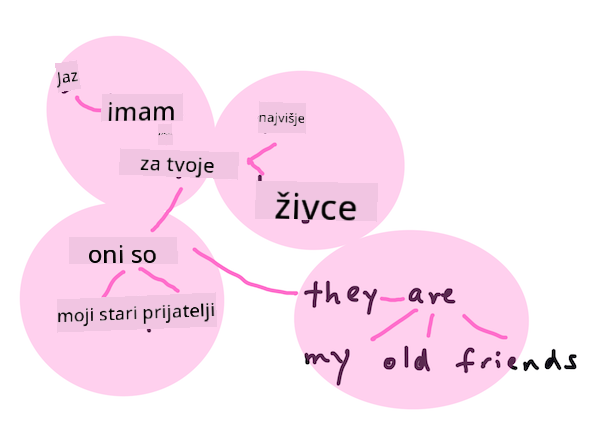 Jaz
imam
najvišje
za tvoje
živce
oni so
moji stari prijatelji
they are
my old friends